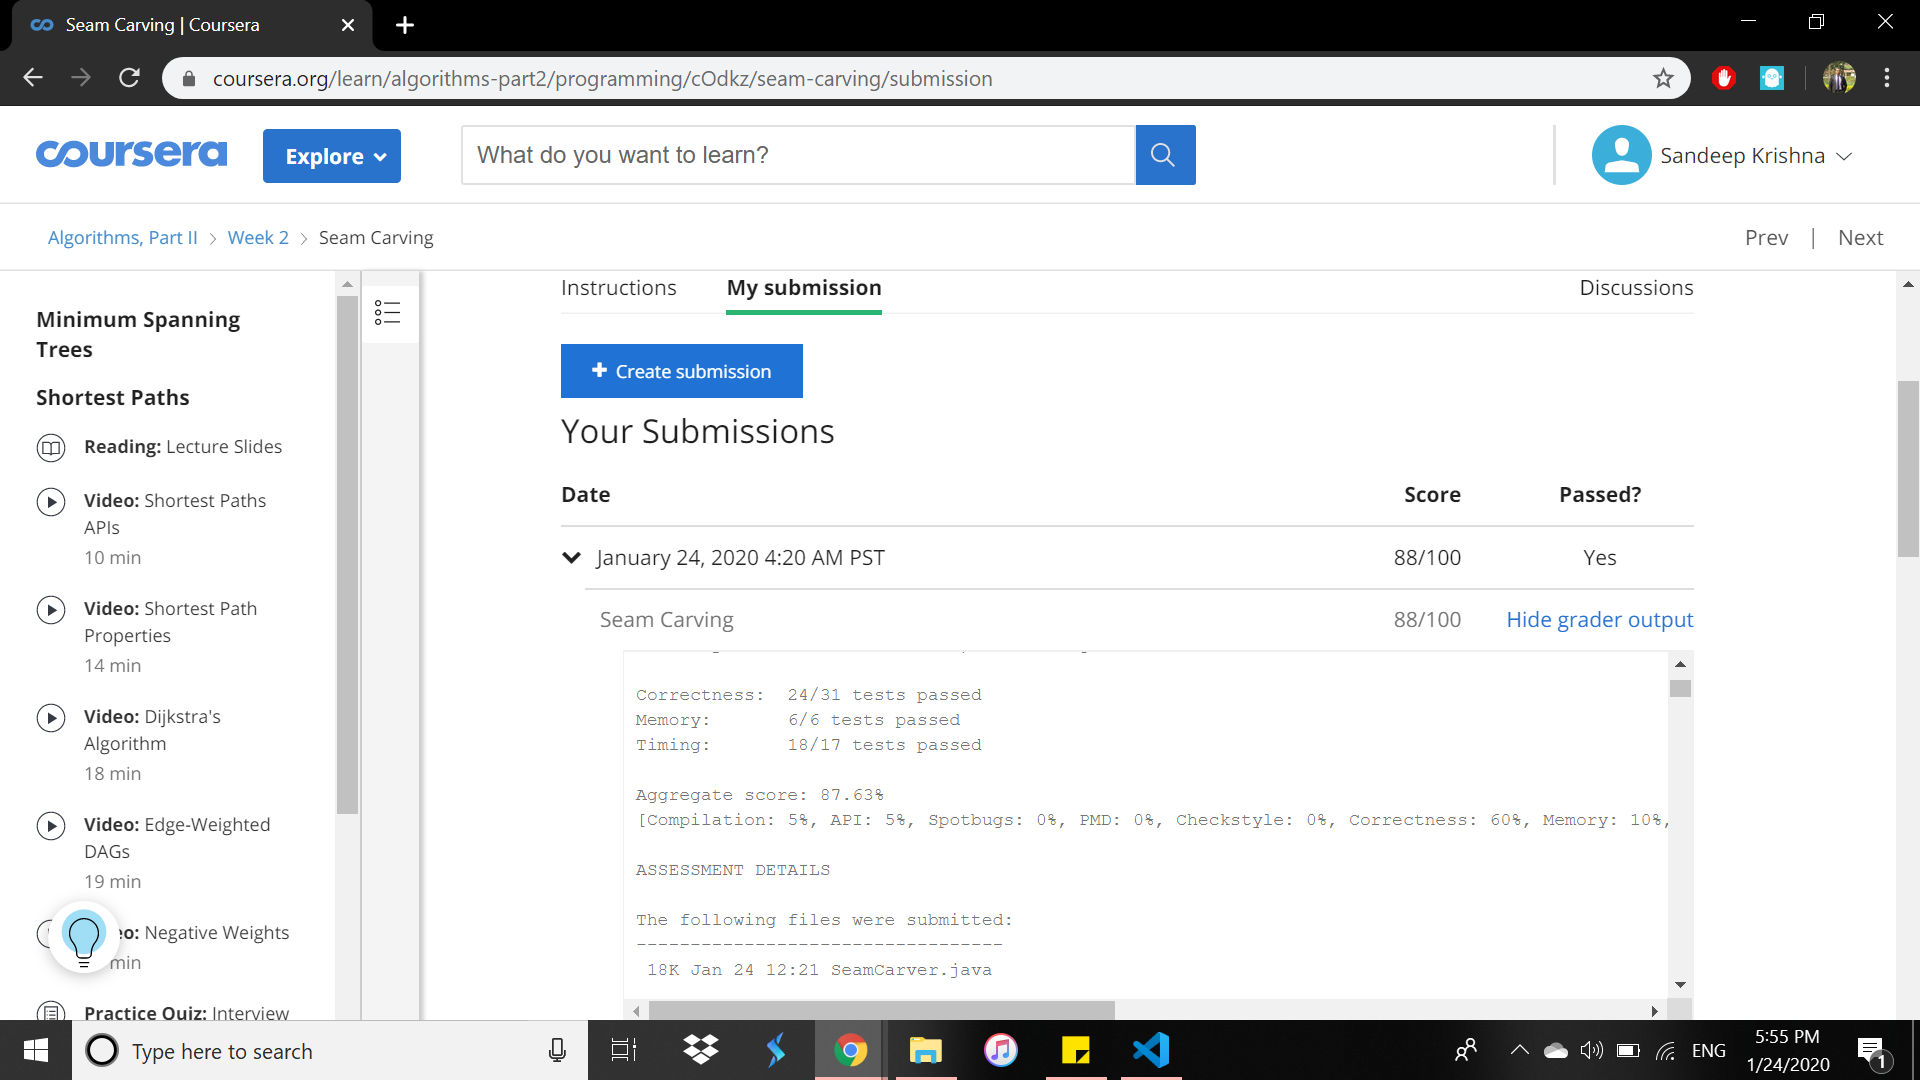 Seam Carving | Coursera
coursera.org/learn/algorithms-part2/programming/cOdkz/seam-carving/submission
coursera
Explore
What do you want to learn?
Sandeep Krishna
Algorithms, Part II > Week 2 > Seam Carving
Prev | Next
Minimum Spanning
Trees
Shortest Paths
Reading: Lecture Slides
Video: Shortest Paths
APIs
10 min
Video: Shortest Path
Properties
14 min
Video: Dijkstra's
Algorithm
18 min
Video: Edge-Weighted
DAGs
19 min
eo: Negative Weights
min
Practice Quiz: Interview
Instructions
My submission
Discussions
+ Create submission
Your Submissions
Date Score Passed?
January 24, 2020 4:20 AM PST 88/100 Yes
Seam Carving 88/100 Hide grader output
Correctness: 24/31 tests passed
Memory: 6/6 tests passed
Timing: 18/17 tests passed
Aggregate score: 87.63%
[Compilation: 5%, API: 5%, Spotbugs: 0%, PMD: 0%, Checkstyle: 0%, Correctness: 60%, Memory: 10%,
ASSESSMENT DETAILS
The following files were submitted:
----------------------------------
18K Jan 24 12:21 SeamCarver.java
Type here to search
ENG
5:55 PM
1/24/2020
1